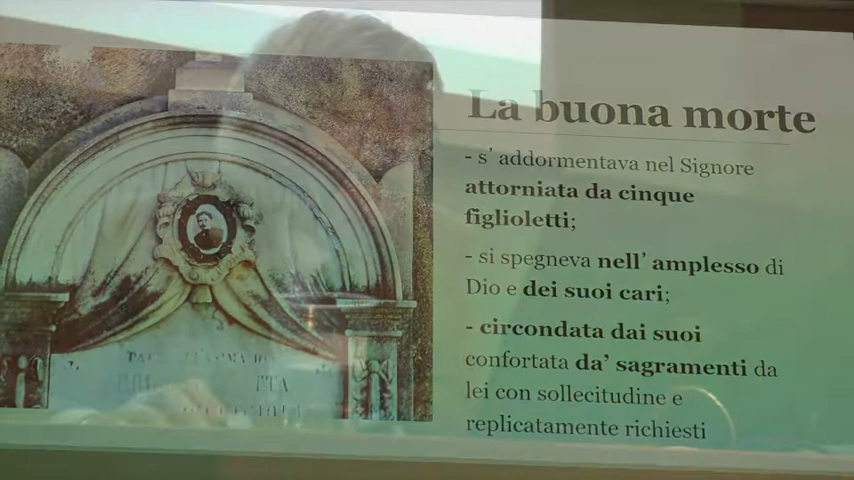 La buona morte
- s' addormentava nel Signore
attorniata da cinque
figlioletti;
- si spegneva nell' amplesso di
Dio e dei suoi cari;
- circondata dai suoi
confortata da' sagramenti da
lei con sollecitudine e
replicatamente richiesti